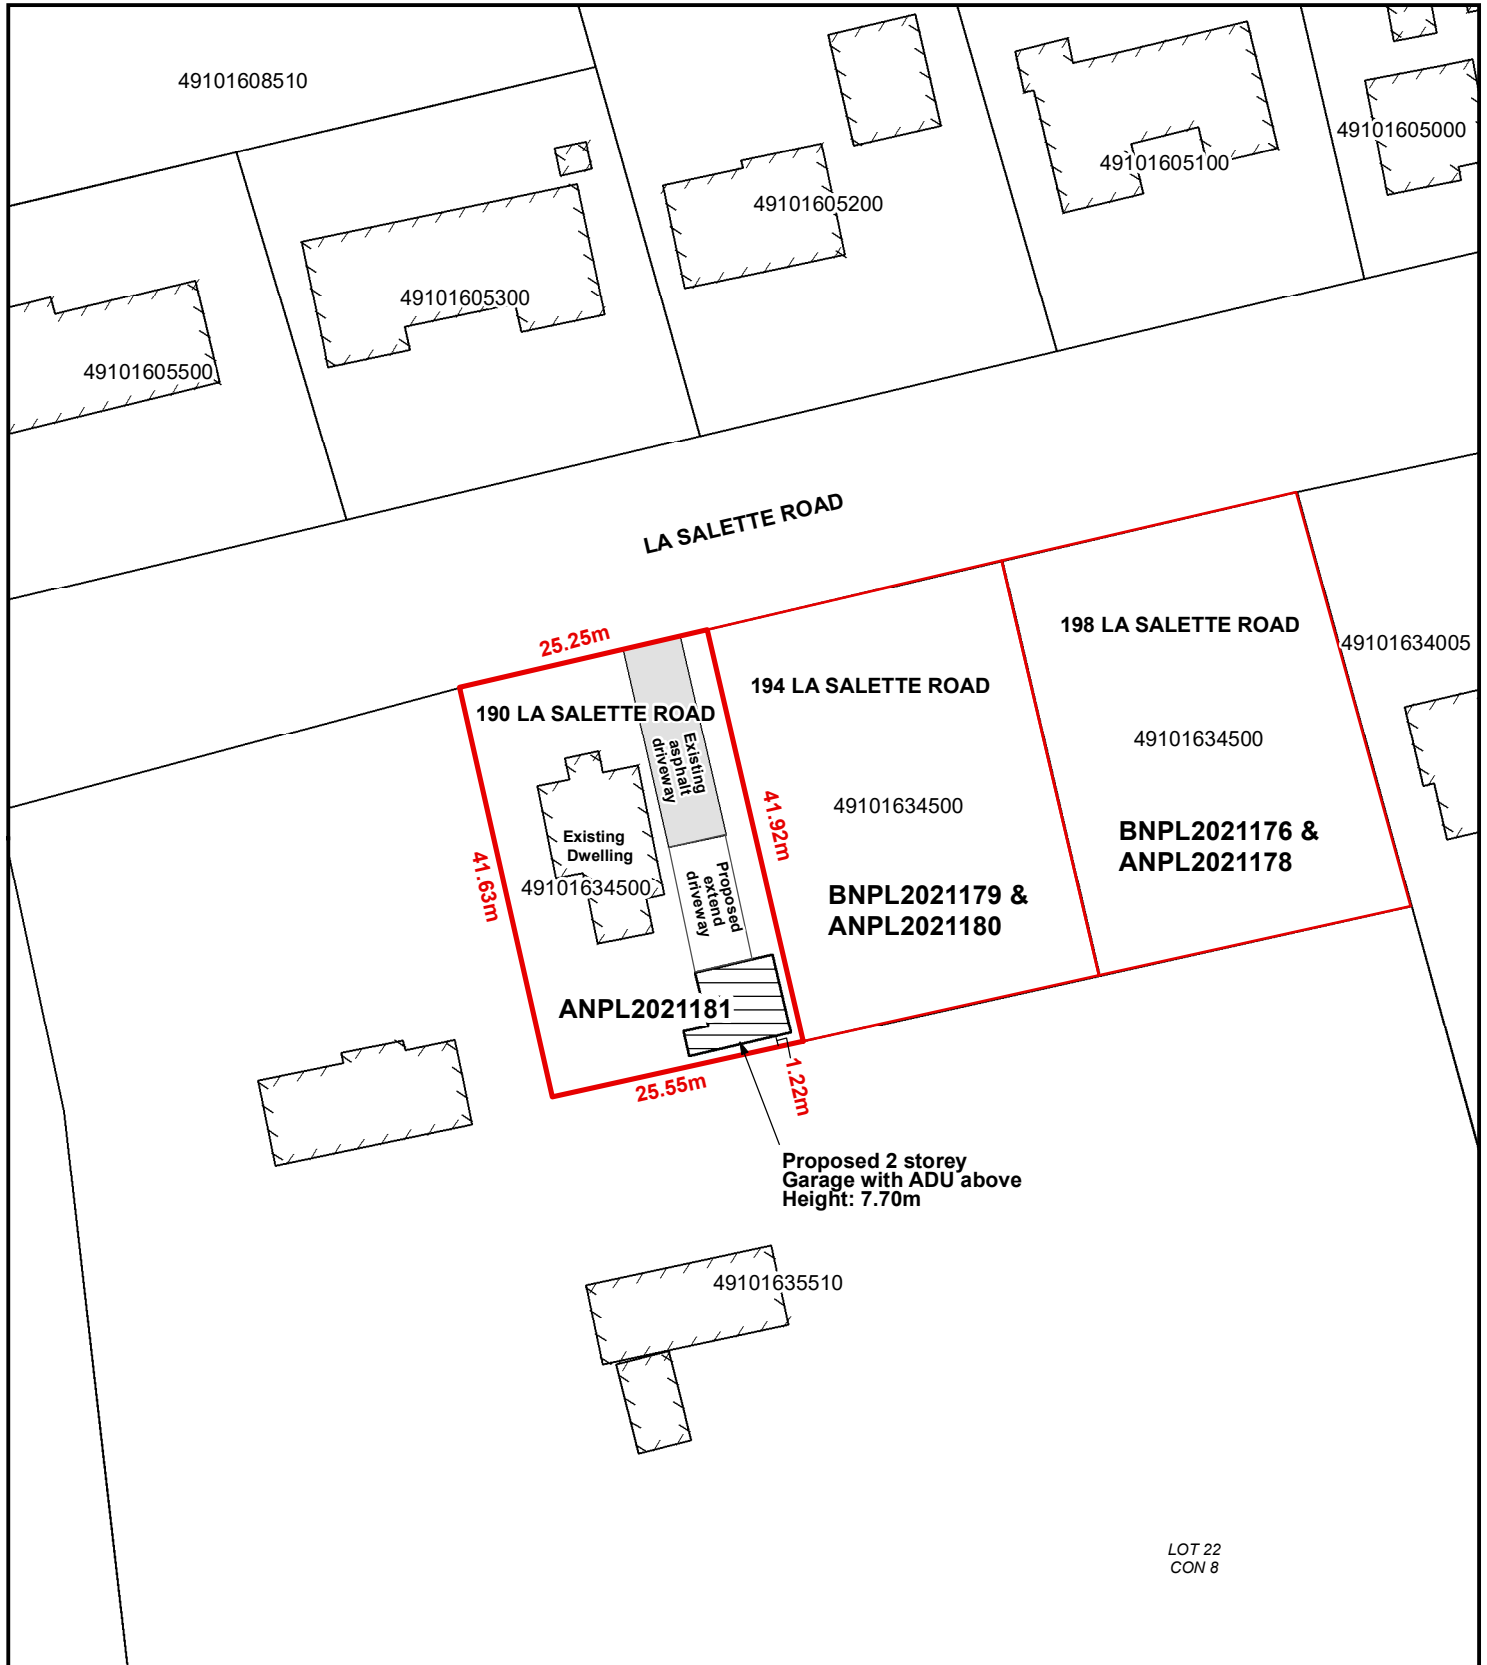 49101608510
49101605000
49101605100
49101605200
49101605300
49101605500
LA SALETTE ROAD
25.25m
198 LA SALETTE ROAD
49101634005
194 LA SALETTE ROAD
190 LA SALETTE ROAD
Existing
asphalt
driveway
49101634500
41.92m
49101634500
Existing
Dwelling
49101634500
41.63m
BNPL2021176 &
ANPL2021178
Proposed
extend
driveway
BNPL2021179 &
ANPL2021180
ANPL2021181
25.55m
1.22m
Proposed 2 storey
Garage with ADU above
Height: 7.70m
49101635510
LOT 22
CON 8